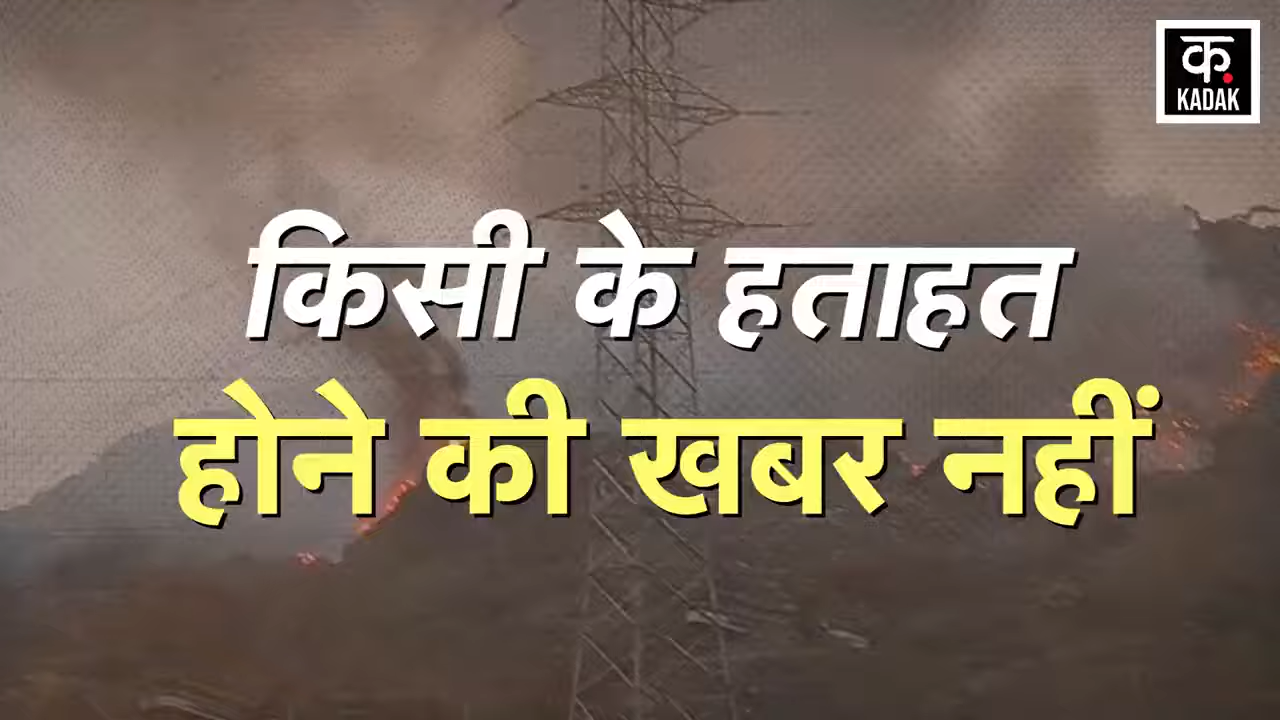 क.
KADAK
किसी के हताहत
होने की खबर नहीं